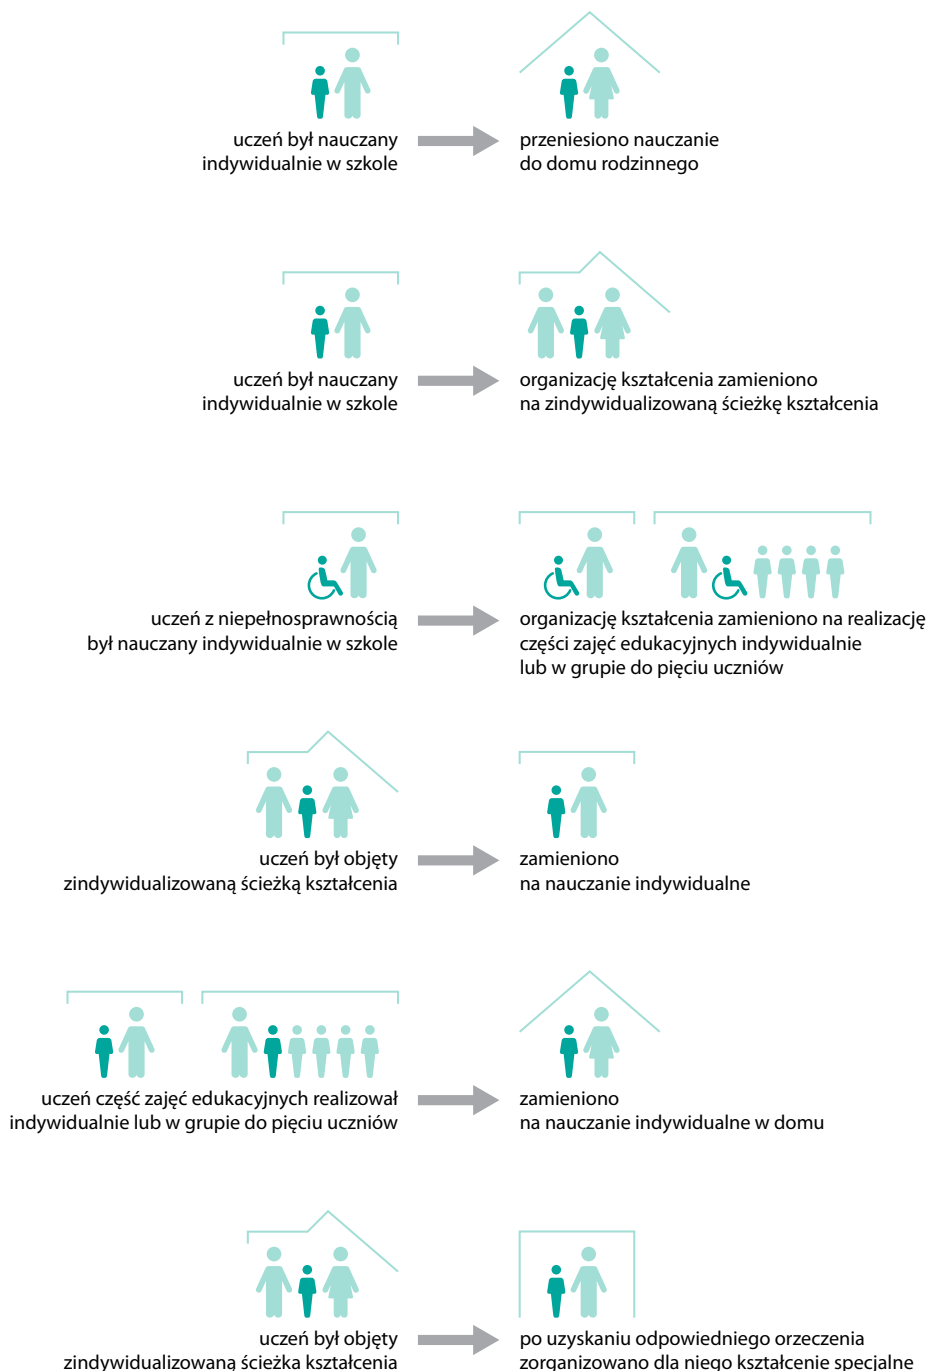 uczeń był nauczany
indywidualnie w szkole
przeniesiono nauczanie
do domu rodzinnego
uczeń był nauczany
indywidualnie w szkole
organizację kształcenia zamieniono
na zindywidualizowaną ścieżkę kształcenia
uczeń z niepełnosprawnością
był nauczany indywidualnie w szkole
organizację kształcenia zamieniono na realizację
części zajęć edukacyjnych indywidualnie
lub w grupie do pięciu uczniów
uczeń był objęty
zindywidualizowaną ścieżką kształcenia
zamieniono
na nauczanie indywidualne
uczeń część zajęć edukacyjnych realizował
indywidualnie lub w grupie do pięciu uczniów
zamieniono
na nauczanie indywidualne w domu
uczeń był objęty
zindywidualizowaną ścieżka kształcenia
po uzyskaniu odpowiedniego orzeczenia
zorganizowano dla niego kształcenie specjalne